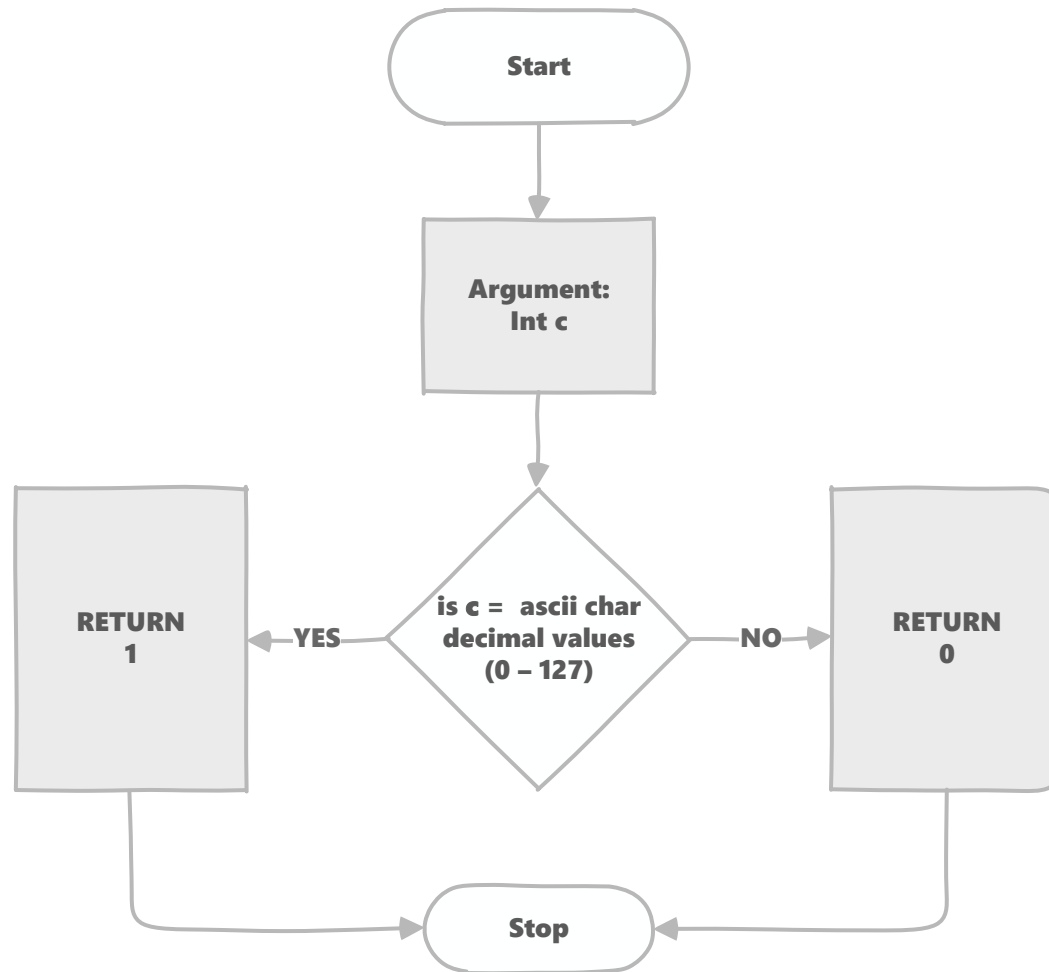 Start
Argument:
Int c
is c =  ascii char
decimal values
(0 – 127)
YES
NO
RETURN
1
RETURN
0
Stop